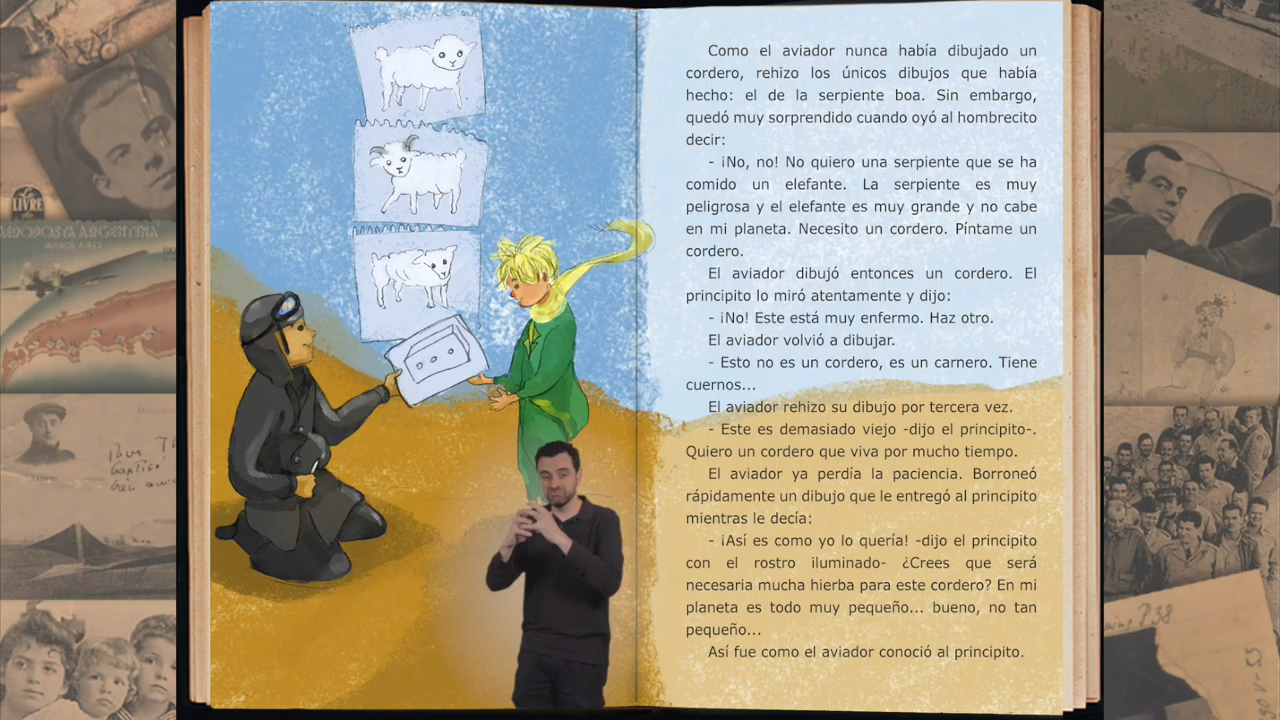 LIVRE
AEROPOSTA ARGENTINA
BUENOS AIRES
Como el aviador nunca había dibujado un
cordero, rehizo los únicos dibujos que había
hecho: el de la serpiente boa. Sin embargo,
quedó muy sorprendido cuando oyó al hombrecito
decir:
- ¡No, no! No quiero una serpiente que se ha
comido un elefante. La serpiente es muy
peligrosa y el elefante es muy grande y no cabe
en mi planeta. Necesito un cordero. Píntame un
cordero.
El aviador dibujó entonces un cordero. El
principito lo miró atentamente y dijo:
- ¡No! Este está muy enfermo. Haz otro.
El aviador volvió a dibujar.
- Esto no es un cordero, es un carnero. Tiene
cuernos...
El aviador rehizo su dibujo por tercera vez.
- Este es demasiado viejo -dijo el principito-.
Quiero un cordero que viva por mucho tiempo.
El aviador ya perdía la paciencia. Borroneó
rápidamente un dibujo que le entregó al principito
mientras le decía:
- ¡Así es como yo lo quería! -dijo el principito
con el rostro iluminado- ¿Crees que será
necesaria mucha hierba para este cordero? En mi
planeta es todo muy pequeño... bueno, no tan
pequeño...
Así fue como el aviador conoció al principito.
P38